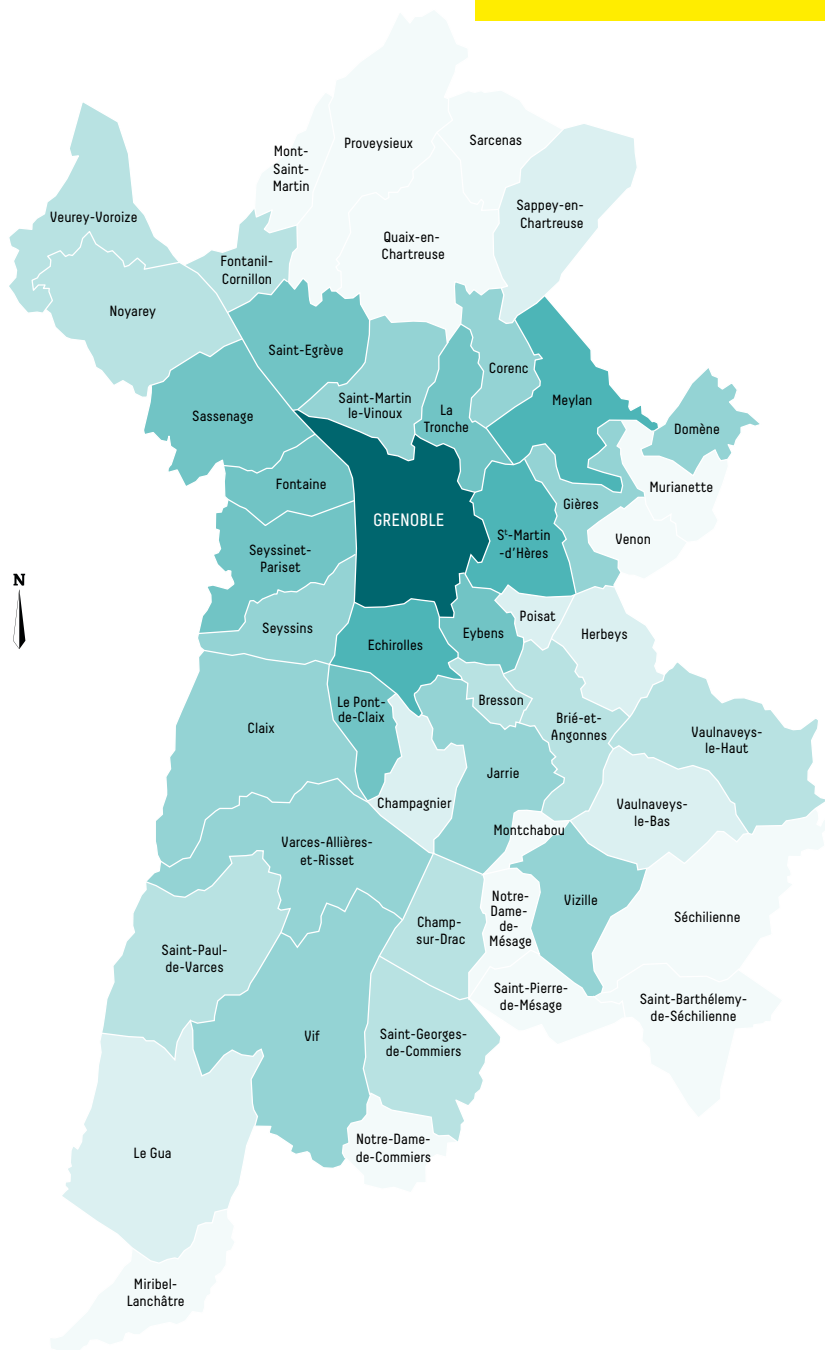 Proveysieux
Sarcenas
Mont-
Saint-
Martin
Sappey-en-
Chartreuse
Veurey-Voroize
Quaix-en-
Chartreuse
Fontanil-
Cornillon
Noyarey
Saint-Egrève
Corenc
Saint-Martin
le-Vinoux
Meylan
Sassenage
La
Tronche
Domène
Fontaine
Murianette
Gières
GRENOBLE
St-Martin
-d'Hères
Venon
Seyssinet-
Pariset
N
Poisat
Seyssins
Eybens
Herbeys
Echirolles
Bresson
Le Pont-
de-Claix
Brié-et-
Angonnes
Claix
Vaulnaveys-
le-Haut
Jarrie
Champagnier
Vaulnaveys-
le-Bas
Montchabou
Varces-Allières-
et-Risset
Notre-
Dame-
de-
Mésage
Vizille
Séchilienne
Champ-
sur-Drac
Saint-Paul-
de-Varces
Saint-Pierre-
de-Mésage
Saint-Barthélemy-
de-Séchilienne
Vif
Saint-Georges-
de-Commiers
Le Gua
Notre-Dame-
de-Commiers
Miribel-
Lanchâtre